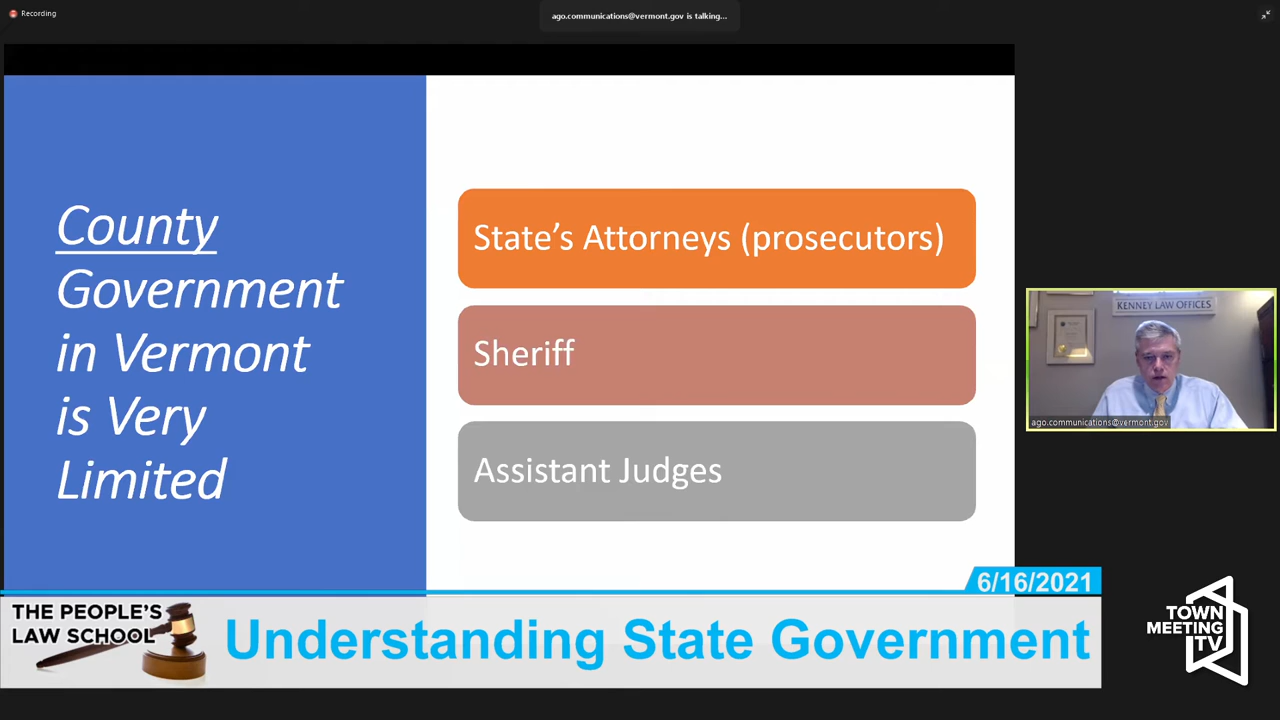 Recording
ago.communications@vermont.gov is talking...
County
Government
in Vermont
is Very
Limited
State’s Attorneys (prosecutors)
Sheriff
Assistant Judges
KENNEY LAW OFFICES
ago.communications@vermont.gov
6/16/2021
THE PEOPLE'S
LAW SCHOOL
Understanding State Government
TOWN
MEETING
TV